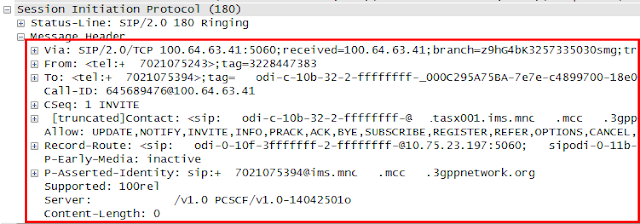 Session Initiation Protocol (180)
Status-Line: SIP/2.0 180 Ringing
Message Header
Via: SIP/2.0/TCP 100.64.63.41:5060;received=100.64.63.41;branch=z9hG4bK3257335030smg;tr
From: <tel:+ 7021075243>;tag=3228447383
To: <tel:+ 7021075394>;tag= odi-c-10b-32-2-ffffffff-_000C295A75BA-7e7e-c4899700-18e0
Call-ID: 645689476@100.64.63.41
CSeq: 1 INVITE
[truncated]Contact: <sip: odi-c-10b-32-2-ffffffff-@ .tasx001.ims.mnc .mcc .3gpp
Allow: UPDATE,NOTIFY,INVITE,INFO,PRACK,ACK,BYE,SUBSCRIBE,REGISTER,REFER,OPTIONS,CANCEL,
Record-Route: <sip: odi-0-10f-3fffffff-2-ffffffff-@10.75.23.197:5060; sipodi-0-11b-
P-Early-Media: inactive
P-Asserted-Identity: sip:+ 7021075394@ims.mnc .mcc .3gppnetwork.org
Supported: 100rel
Server: /v1.0 PCSCF/v1.0-14042501o
Content-Length: 0